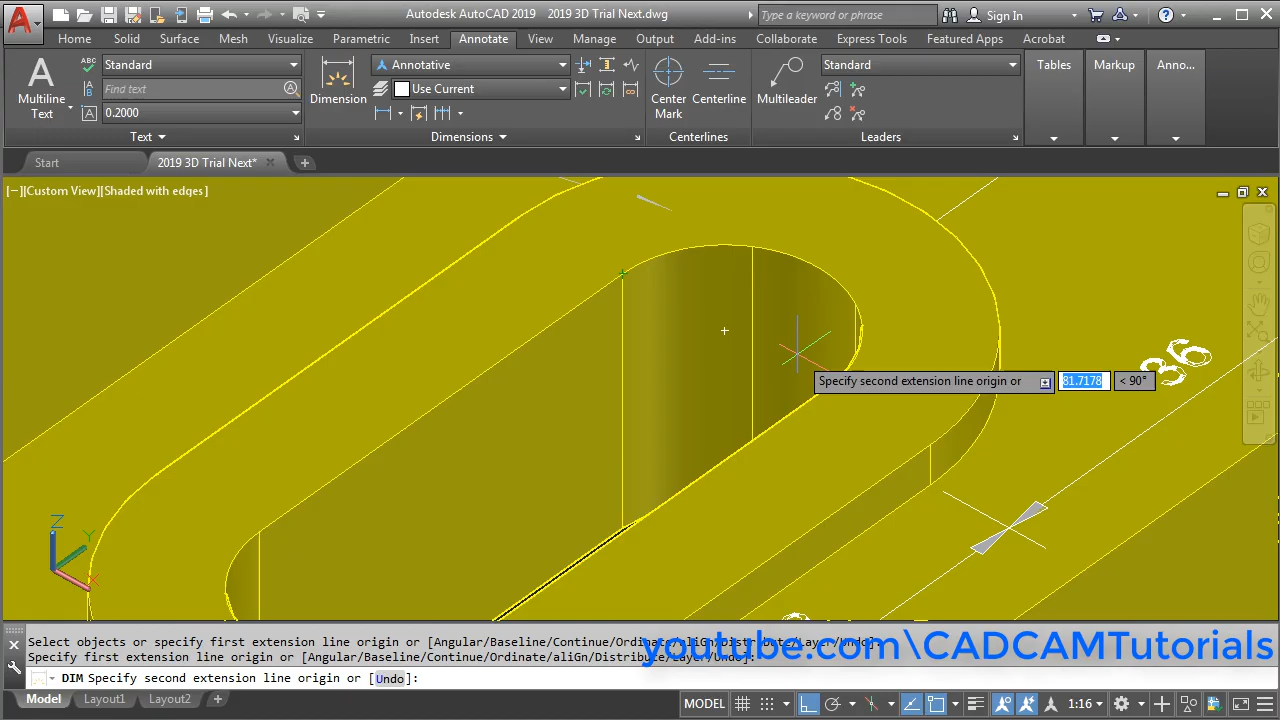 Autodesk AutoCAD 2019   2019 3D Trial Next.dwg
Type a keyword or phrase
Sign In
Home Solid Surface Mesh Visualize Parametric Insert Annotate View Manage Output Add-ins Collaborate Express Tools Featured Apps Acrobat
Multiline Text
ABC
Standard
Find text
0.2000
Text
Dimension
Annotative
Use Current
Dimensions
Center Mark
Centerline
Centerlines
Multileader
Standard
Leaders
Tables
Markup
Anno...
Start
2019 3D Trial Next*
[−][Custom View][Shaded with edges]
36
Specify second extension line origin or
81.7178
< 90°
Z
Y
X
Select objects or specify first extension line origin or [Angular/Baseline/Continue/Ordinate/aliGn/Distribute/Layer/Undo]:
Specify first extension line origin or [Angular/Baseline/Continue/Ordinate/aliGn/Distribute/Layer/Undo]:
youtube.com\CADCAMTutorials
DIM Specify second extension line origin or [Undo]:
Model Layout1 Layout2
MODEL
1:16